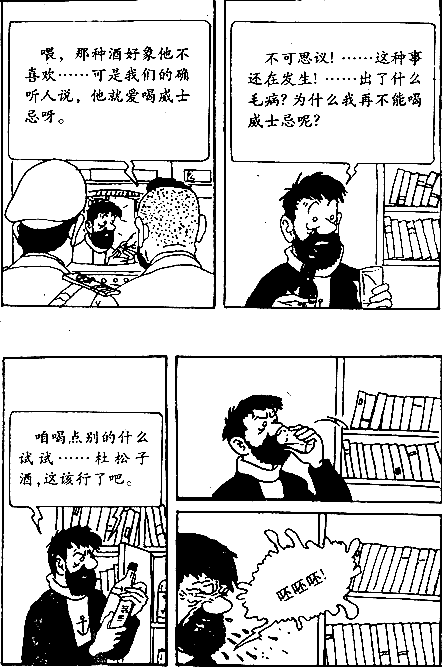 喂，那种酒好象他不
喜欢……可是我们的确
听人说，他就爱喝威士
忌呀。
不可思议！……这种事
还在发生！……出了什么
毛病？为什么我再不能喝
威士忌呢？
咱喝点别的什么
试试……杜松子
酒，这该行了吧。
呸呸呸！